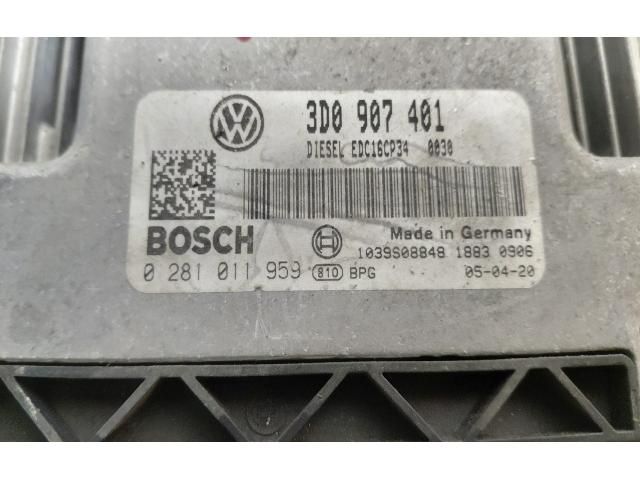 3D0 907 401
DIESEL EDC16CP34 0030
BOSCH
Made in Germany
1039S08848 1883 0906
0 281 011 959 810 BPG 05-04-20